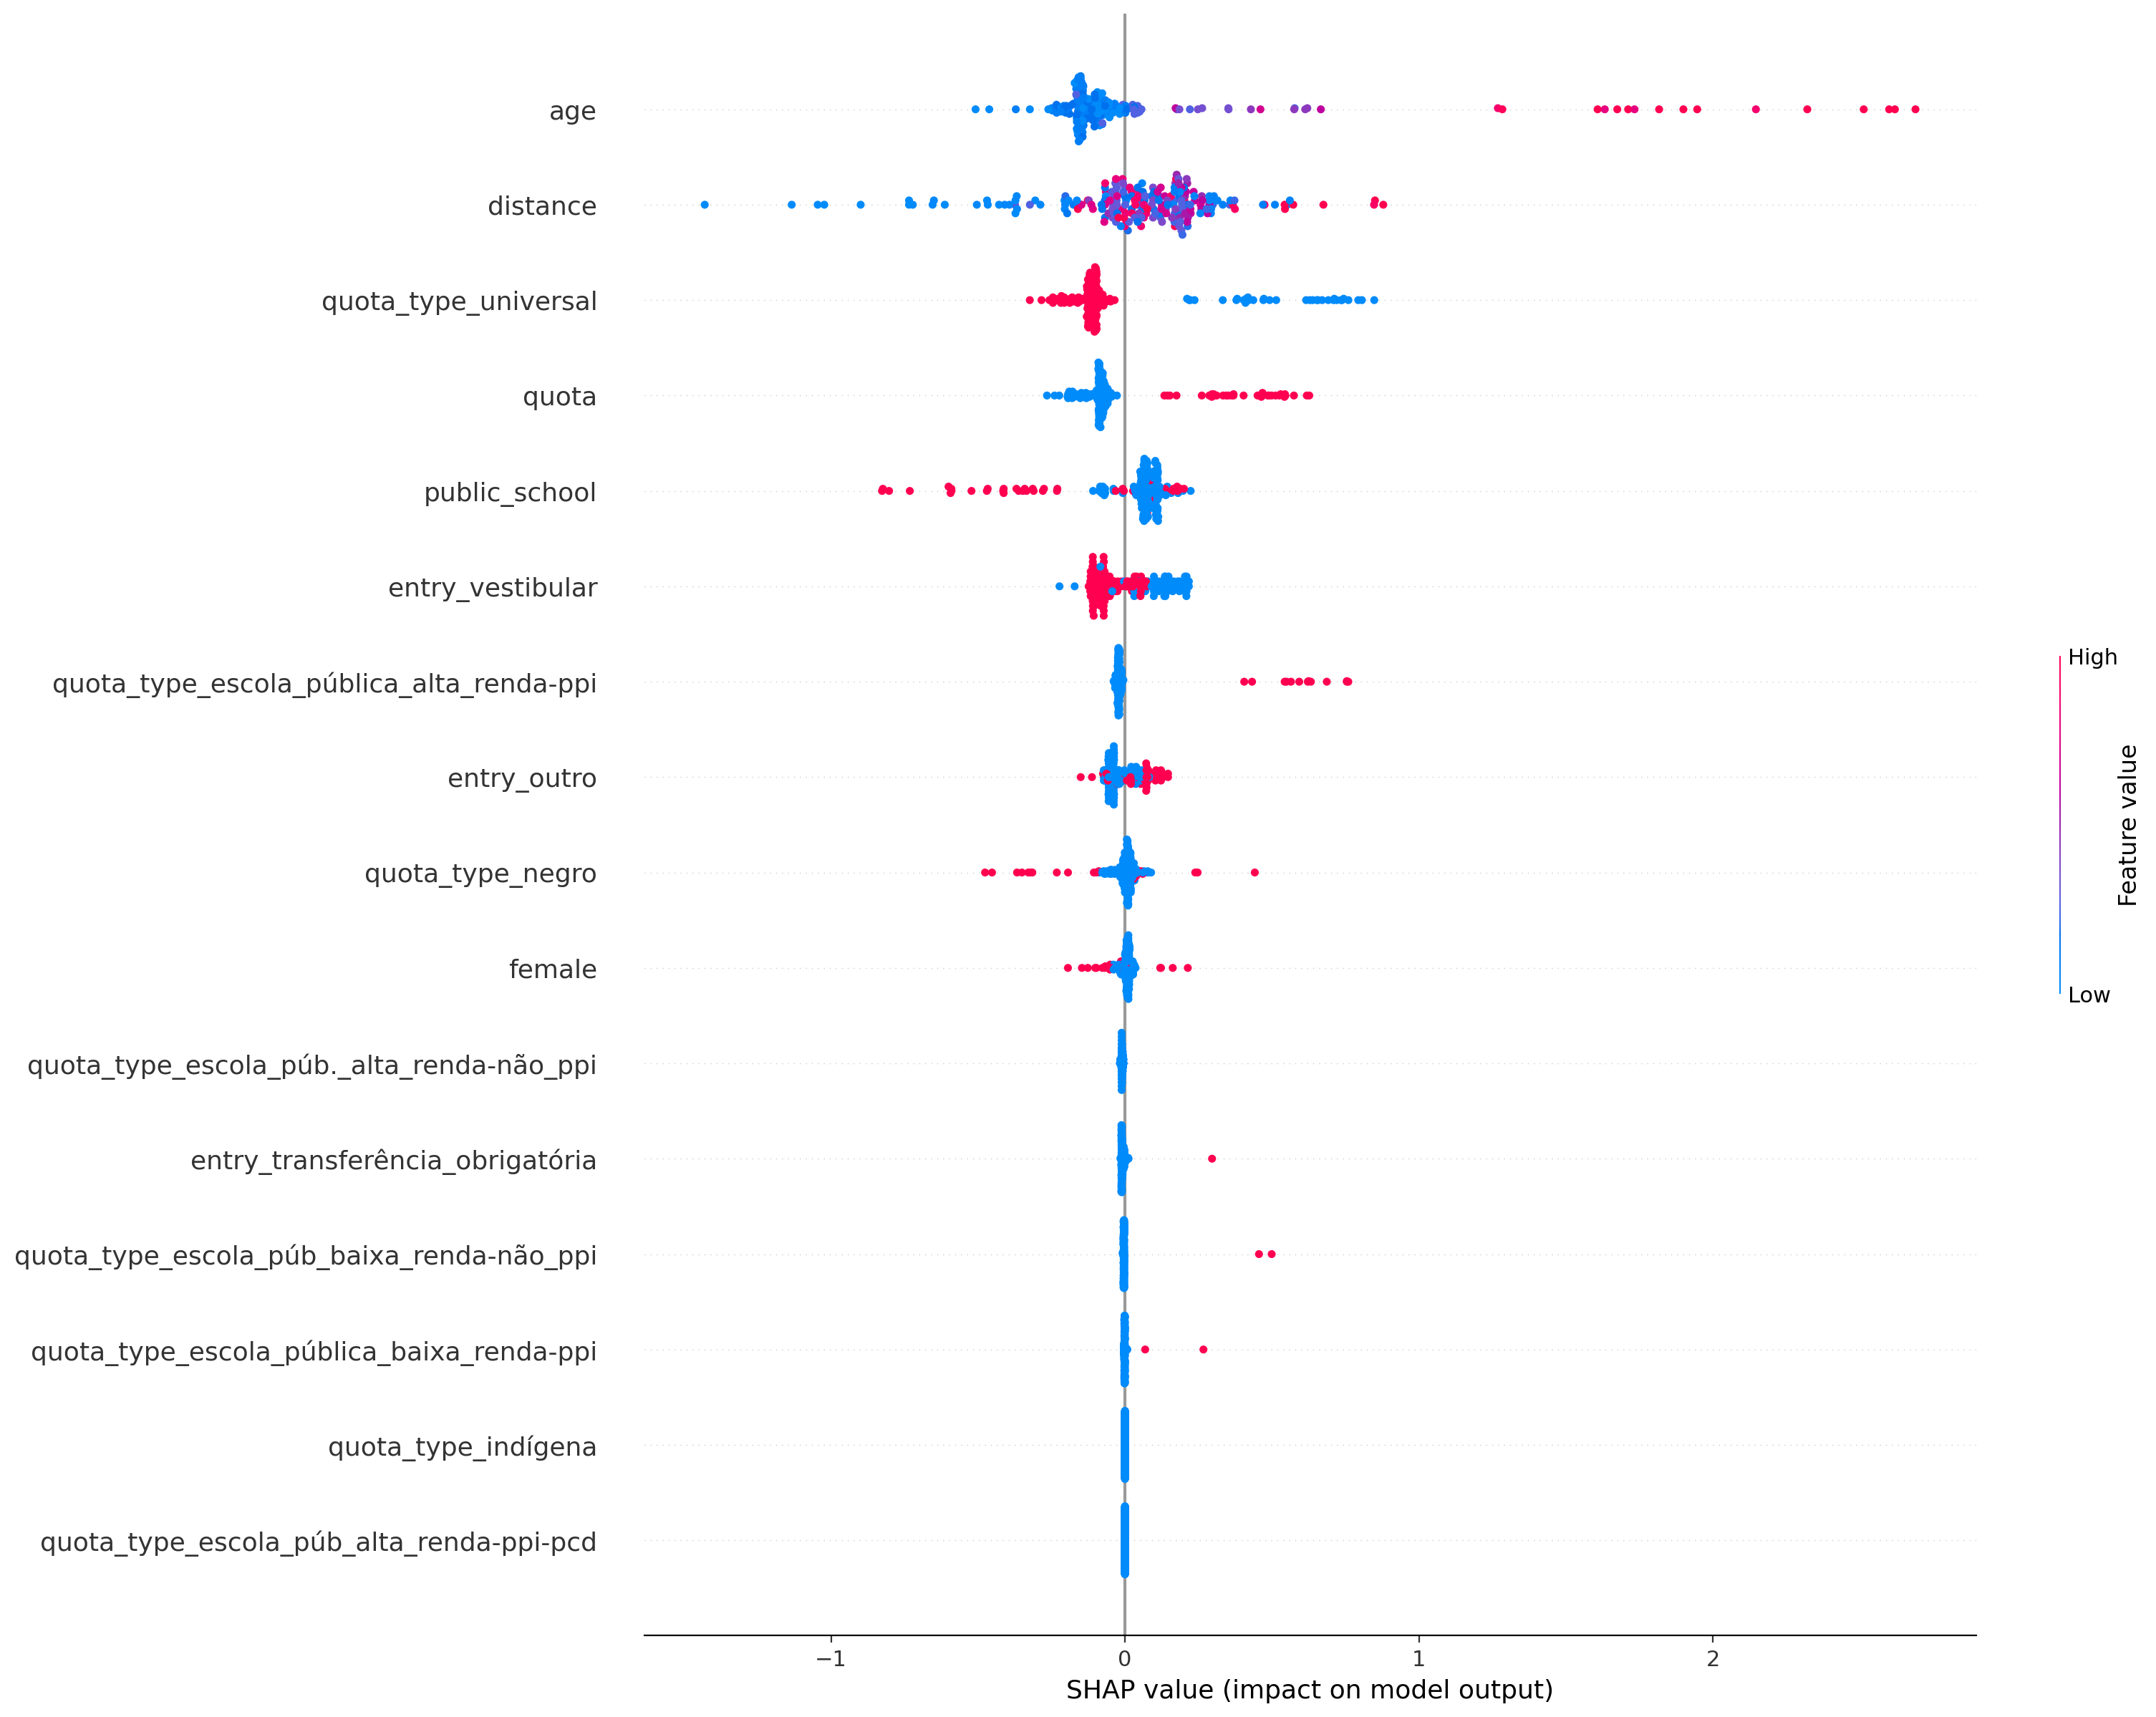 age
distance
quota_type_universal
quota
public_school
entry_vestibular
quota_type_escola_pública_alta_renda-ppi
entry_outro
quota_type_negro
female
quota_type_escola_púb._alta_renda-não_ppi
entry_transferência_obrigatória
quota_type_escola_púb_baixa_renda-não_ppi
quota_type_escola_pública_baixa_renda-ppi
quota_type_indígena
quota_type_escola_púb_alta_renda-ppi-pcd
−1 0 1 2
SHAP value (impact on model output)
High
Feature value
Low